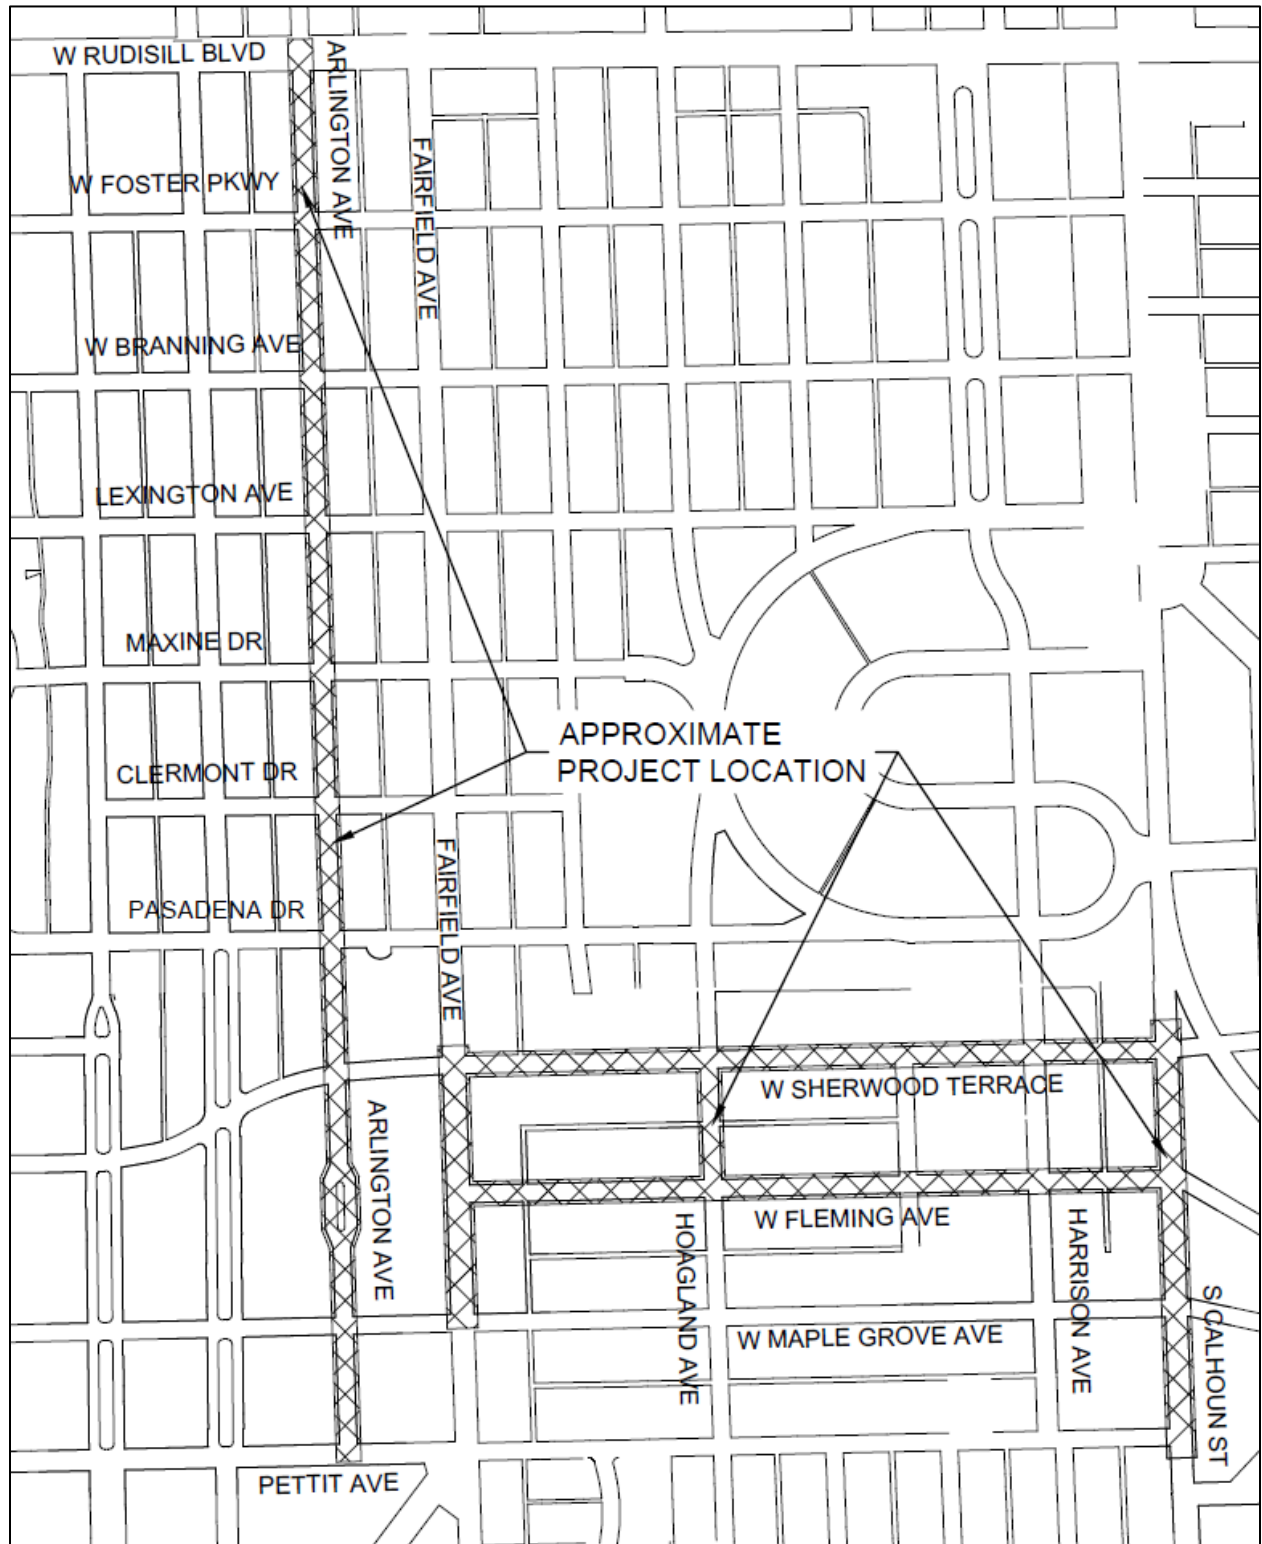 W RUDISILL BLVD
ARLINGTON AVE
FAIRFIELD AVE
W FOSTER PKWY
W BRANNING AVE
LEXINGTON AVE
MAXINE DR
APPROXIMATE
PROJECT LOCATION
CLERMONT DR
FAIRFIELD AVE
PASADENA DR
W SHERWOOD TERRACE
ARLINGTON AVE
W FLEMING AVE
HOAGLAND AVE
HARRISON AVE
S CALHOUN ST
W MAPLE GROVE AVE
PETTIT AVE